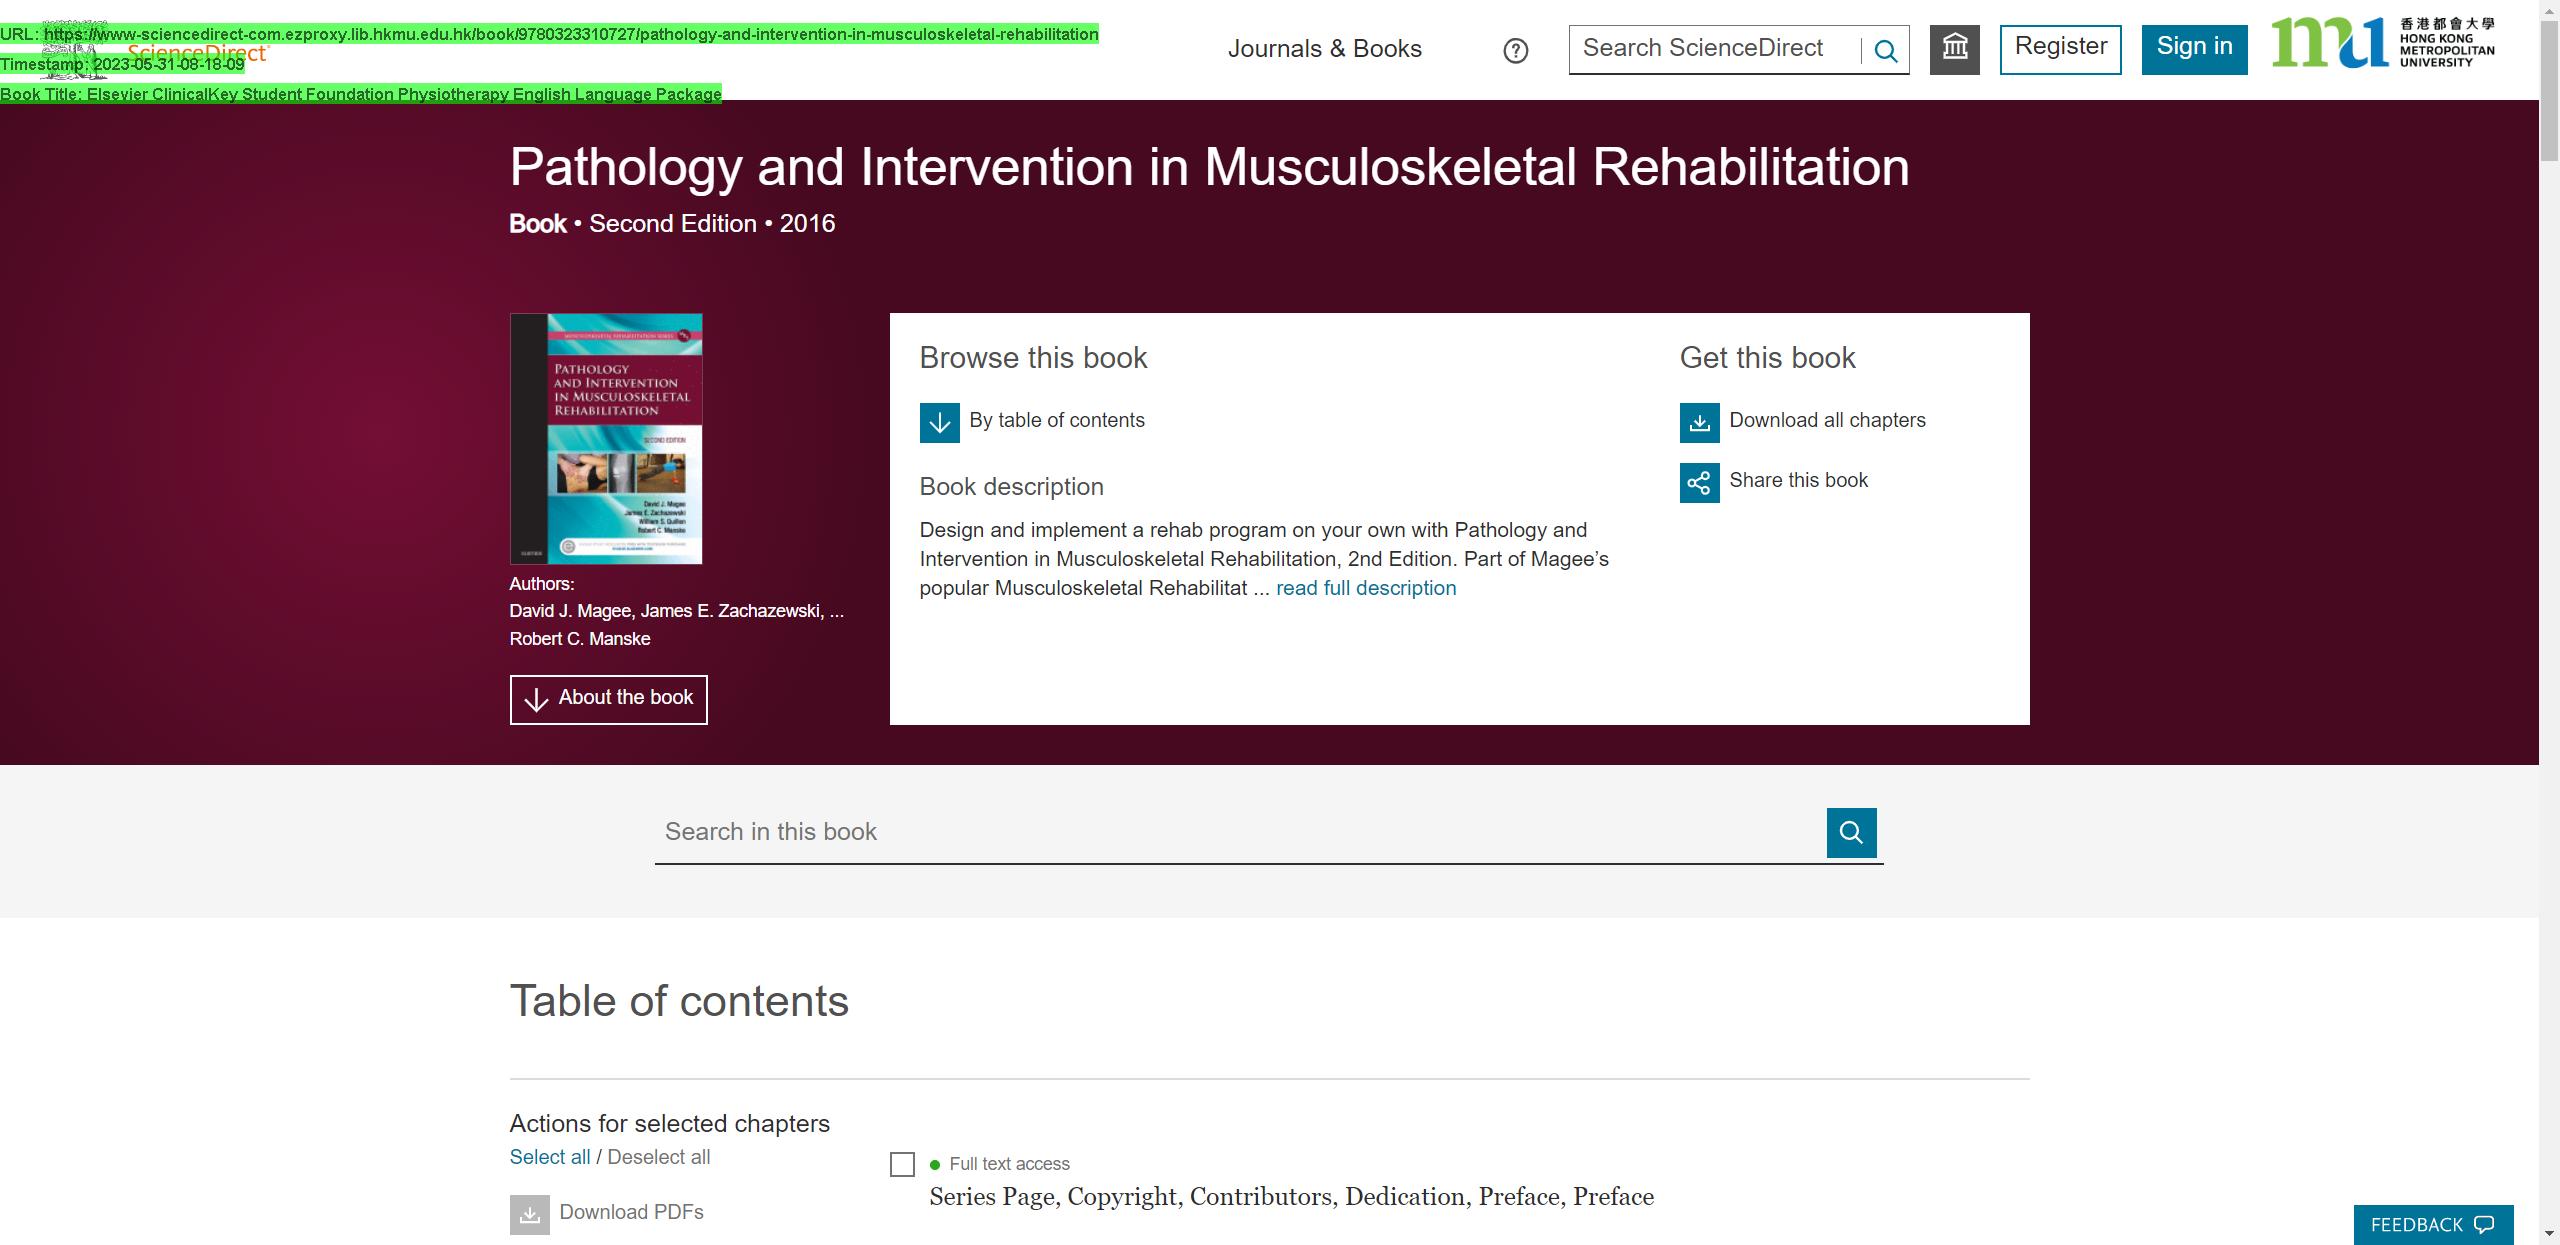 URL: https://www-sciencedirect-com.ezproxy.lib.hkmu.edu.hk/book/9780323310727/pathology-and-intervention-in-musculoskeletal-rehabilitation
ScienceDirect
Timestamp: 2023-05-31-08-18-09
Book Title: Elsevier ClinicalKey Student Foundation Physiotherapy English Language Package
Journals & Books
Search ScienceDirect
Register
Sign in
香港都會大學
HONG KONG
METROPOLITAN
UNIVERSITY
Pathology and Intervention in Musculoskeletal Rehabilitation
Book • Second Edition • 2016
MUSCULOSKELETAL REHABILITATION SERIES
PATHOLOGY
AND INTERVENTION
IN MUSCULOSKELETAL
REHABILITATION
SECOND EDITION
David J. Magee
James E. Zachazewski
William S. Quillen
Robert C. Manske
ELSEVIER
Authors:
David J. Magee, James E. Zachazewski, ...
Robert C. Manske
About the book
Browse this book
By table of contents
Book description
Design and implement a rehab program on your own with Pathology and
Intervention in Musculoskeletal Rehabilitation, 2nd Edition. Part of Magee’s
popular Musculoskeletal Rehabilitat ... read full description
Get this book
Download all chapters
Share this book
Search in this book
Table of contents
Actions for selected chapters
Select all / Deselect all
Download PDFs
Full text access
Series Page, Copyright, Contributors, Dedication, Preface, Preface
FEEDBACK